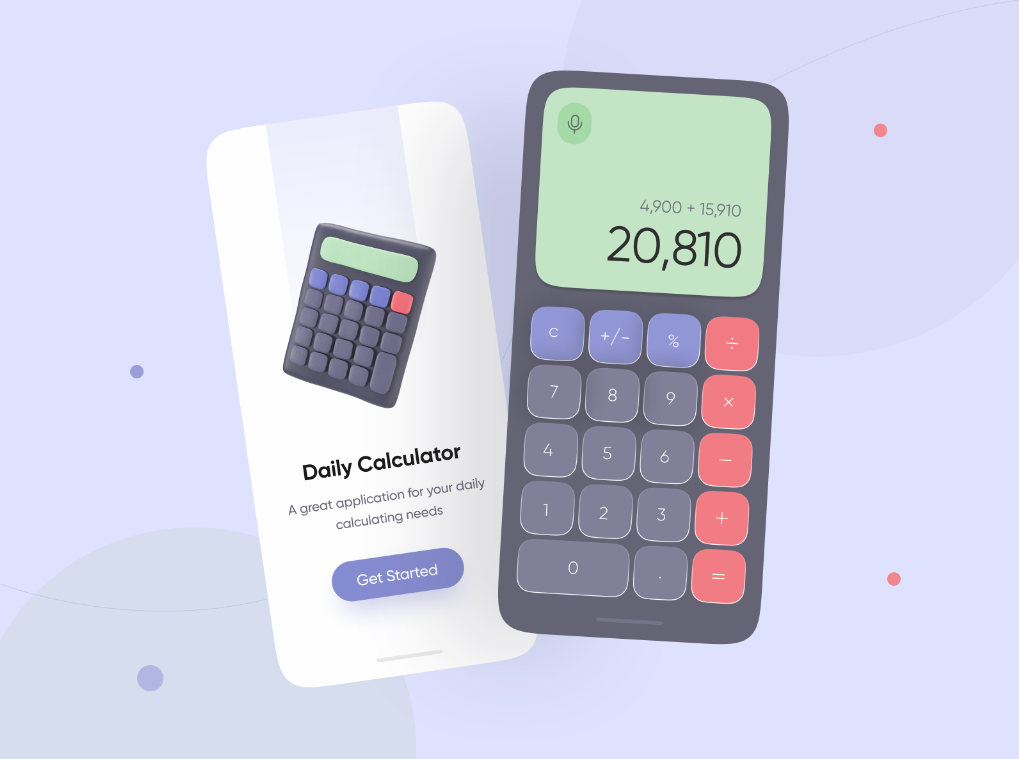 Daily Calculator
A great application for your daily
calculating needs
Get Started
4,900 + 15,910
20,810
C +/− % ÷
7 8 9 ×
4 5 6 −
1 2 3 +
0 . =